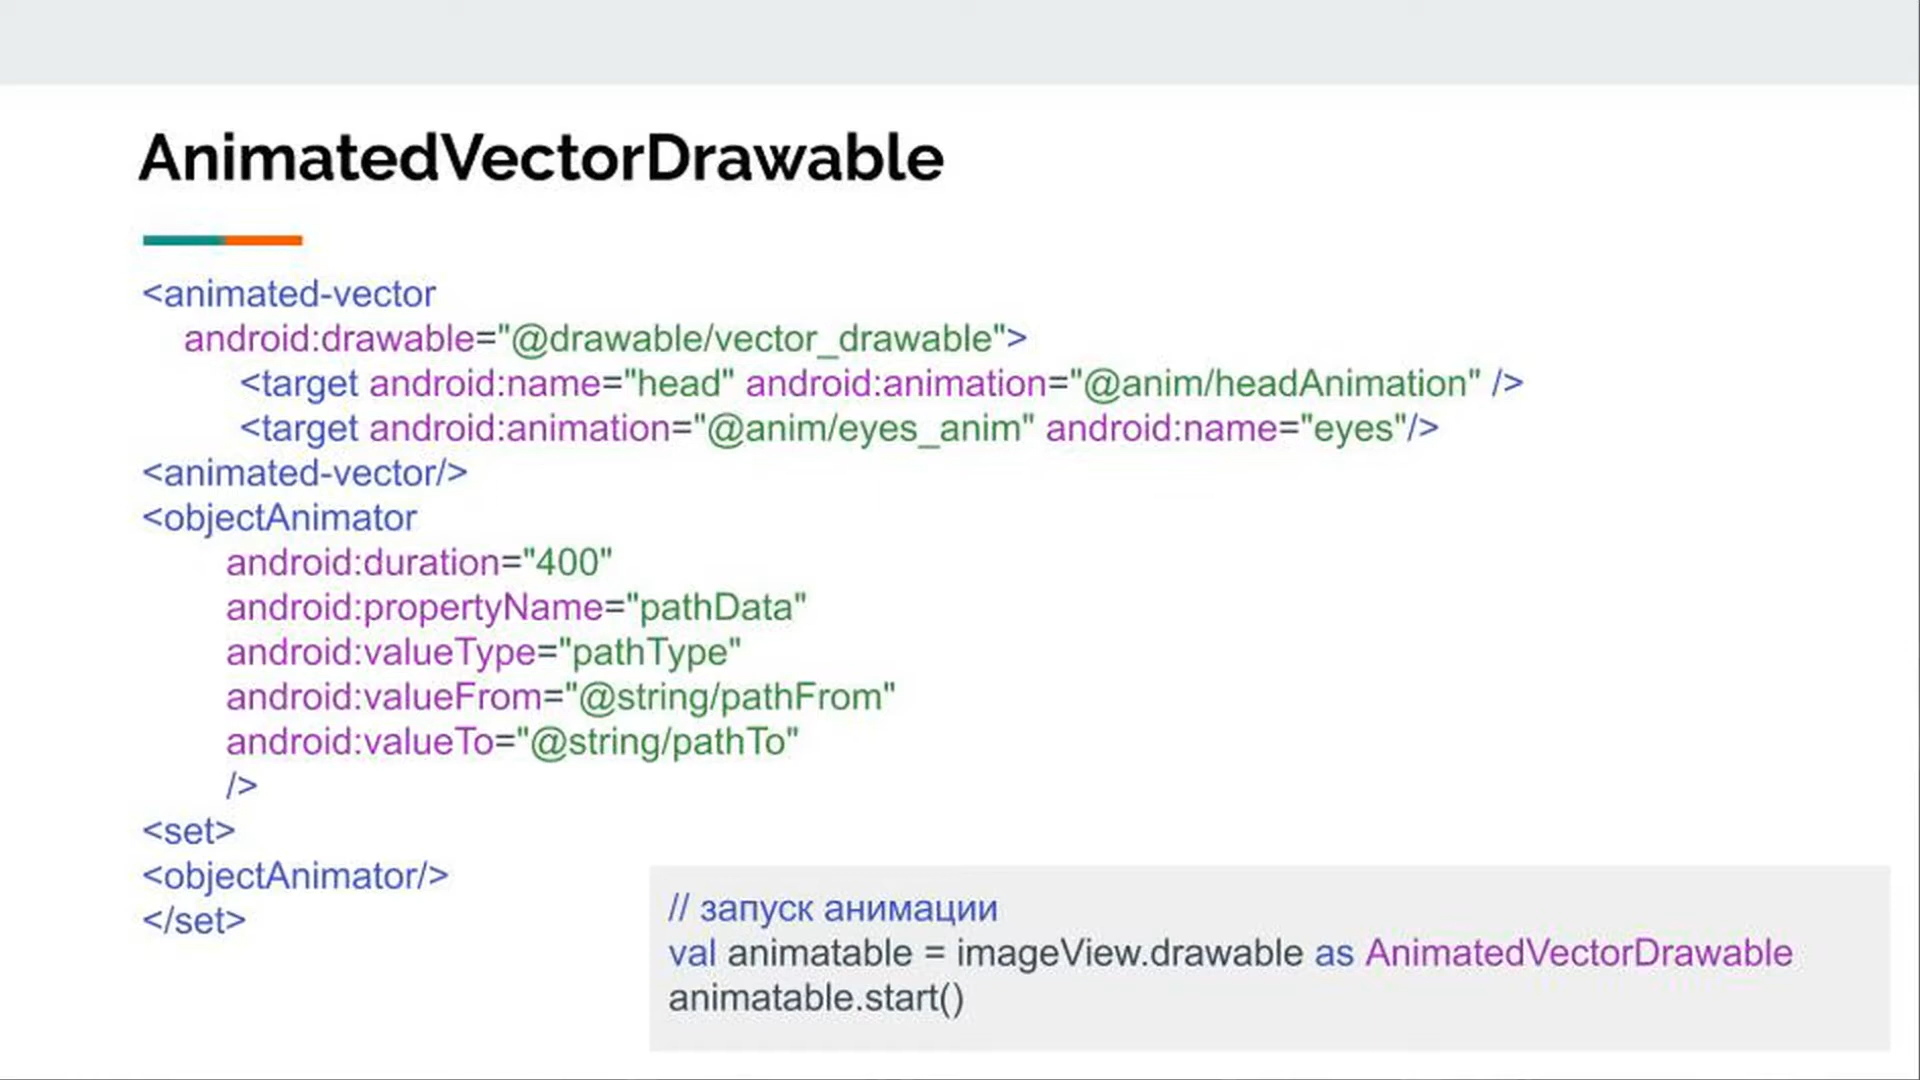 AnimatedVectorDrawable
<animated-vector
android:drawable="@drawable/vector_drawable">
<target android:name="head" android:animation="@anim/headAnimation" />
<target android:animation="@anim/eyes_anim" android:name="eyes"/>
<animated-vector/>
<objectAnimator
android:duration="400"
android:propertyName="pathData"
android:valueType="pathType"
android:valueFrom="@string/pathFrom"
android:valueTo="@string/pathTo"
/>
<set>
<objectAnimator/>
</set>
// запуск анимации
val animatable = imageView.drawable as AnimatedVectorDrawable
animatable.start()